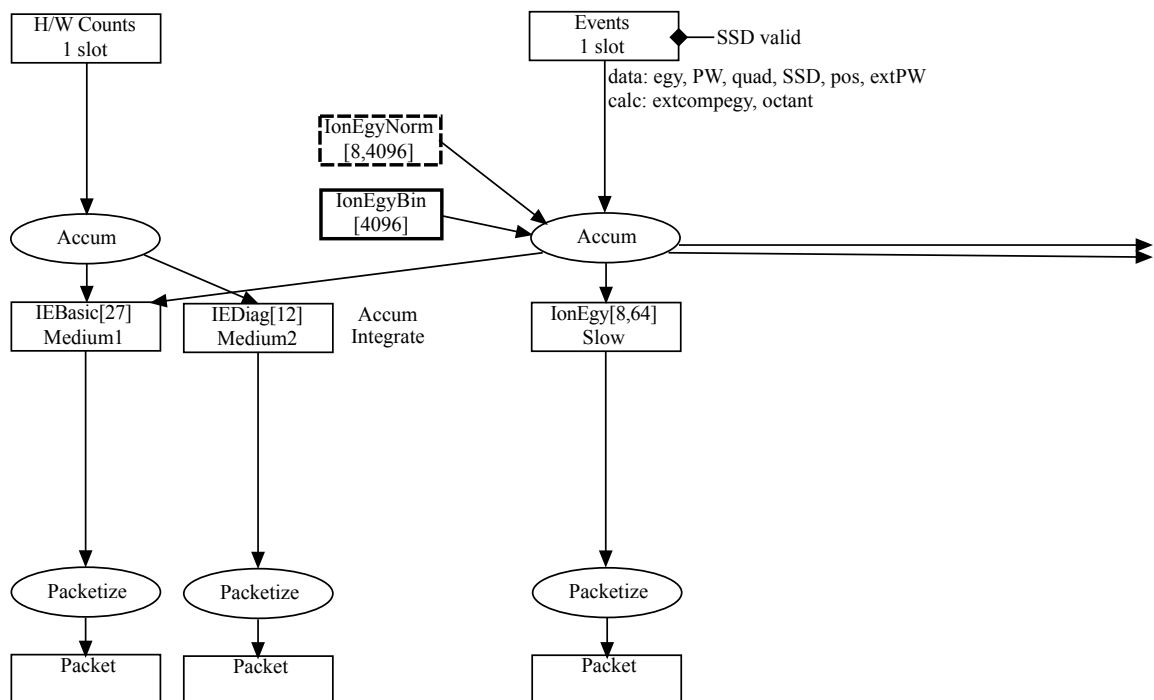 H/W Counts
1 slot
Events
1 slot
SSD valid
data: egy, PW, quad, SSD, pos, extPW
calc: extcompegy, octant
IonEgyNorm
[8,4096]
IonEgyBin
[4096]
Accum
Accum
IEBasic[27]
Medium1
IEDiag[12]
Medium2
Accum
Integrate
IonEgy[8,64]
Slow
Packetize
Packetize
Packetize
Packet
Packet
Packet